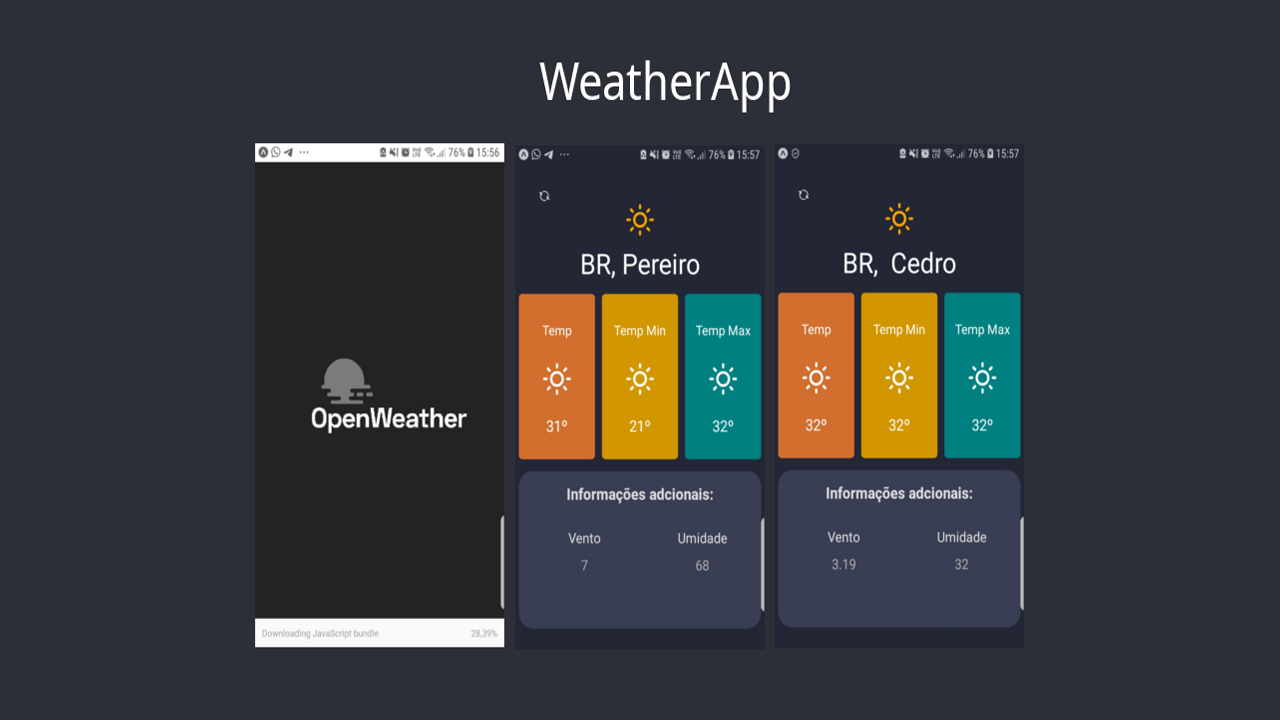 WeatherApp
76% 15:56
OpenWeather
Downloading JavaScript bundle 28,39%
76% 15:57
BR, Pereiro
Temp Temp Min Temp Max
31º 21º 32º
Informações adcionais:
Vento Umidade
7 68
76% 15:57
BR, Cedro
Temp Temp Min Temp Max
32º 32º 32º
Informações adcionais:
Vento Umidade
3.19 32